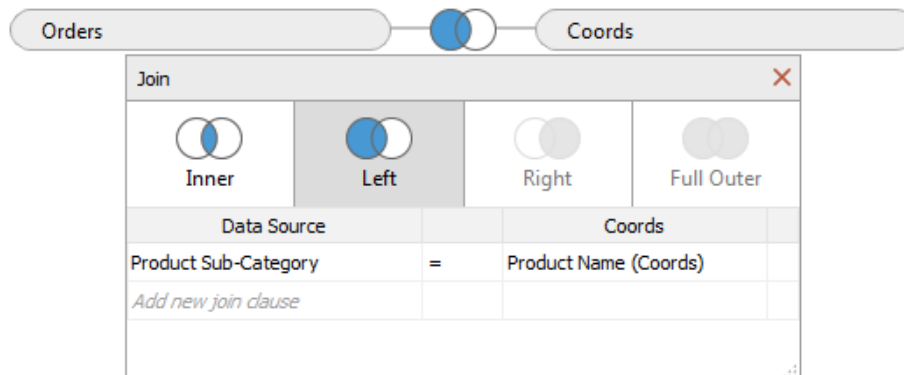 Orders Coords
Join
Inner Left Right Full Outer
Data Source Coords
Product Sub-Category = Product Name (Coords)
Add new join clause